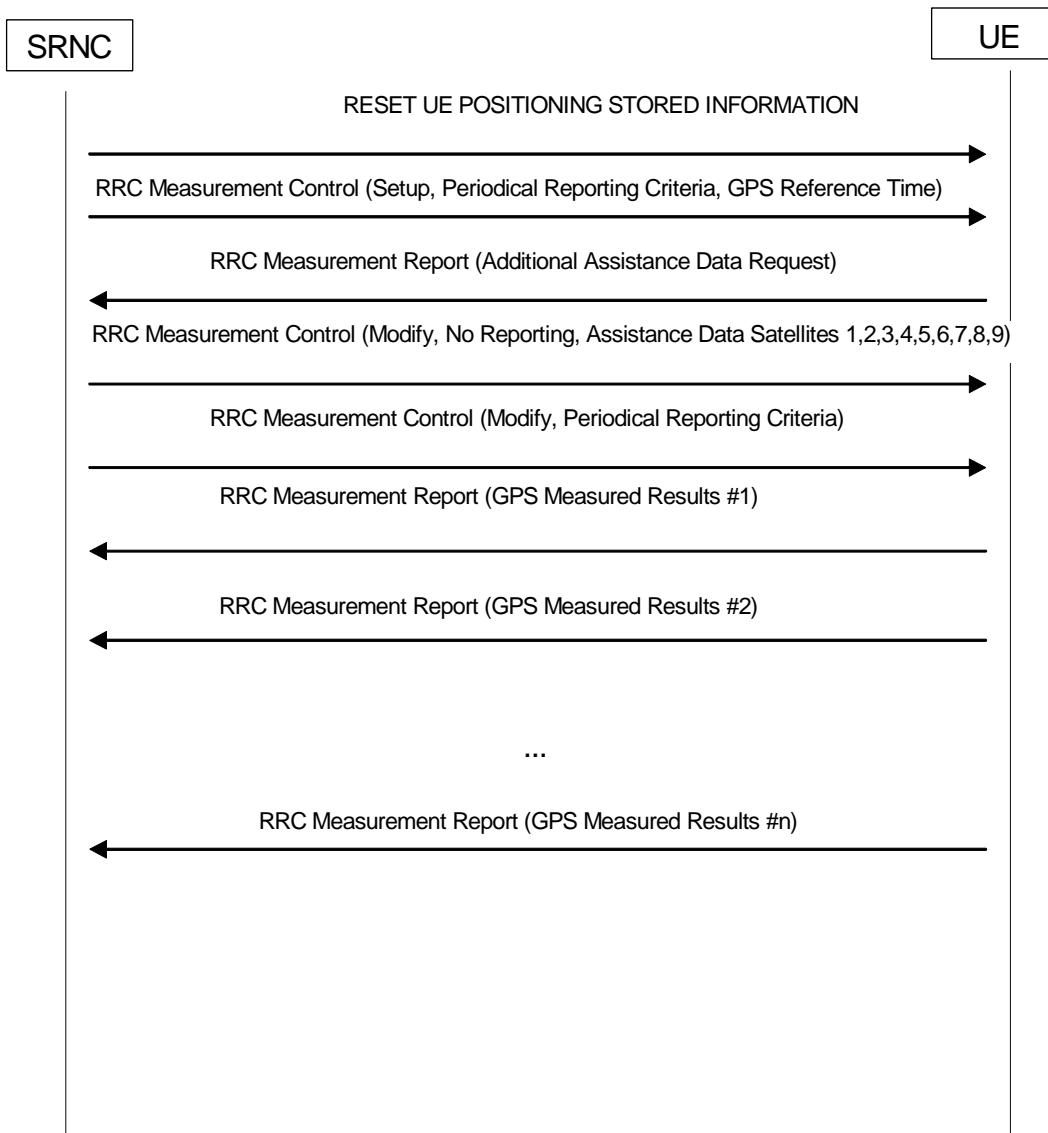 SRNC
UE
RESET UE POSITIONING STORED INFORMATION
RRC Measurement Control (Setup, Periodical Reporting Criteria, GPS Reference Time)
RRC Measurement Report (Additional Assistance Data Request)
RRC Measurement Control (Modify, No Reporting, Assistance Data Satellites 1,2,3,4,5,6,7,8,9)
RRC Measurement Control (Modify, Periodical Reporting Criteria)
RRC Measurement Report (GPS Measured Results #1)
RRC Measurement Report (GPS Measured Results #2)
...
RRC Measurement Report (GPS Measured Results #n)